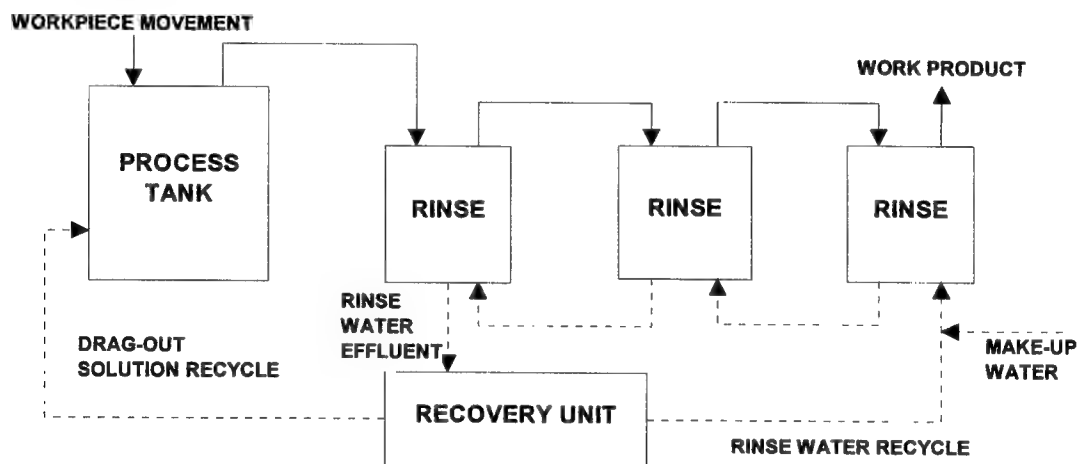 WORKPIECE MOVEMENT
WORK PRODUCT
PROCESS
TANK
RINSE
RINSE
RINSE
RINSE
WATER
EFFLUENT
DRAG-OUT
SOLUTION RECYCLE
MAKE-UP
WATER
RECOVERY UNIT
RINSE WATER RECYCLE